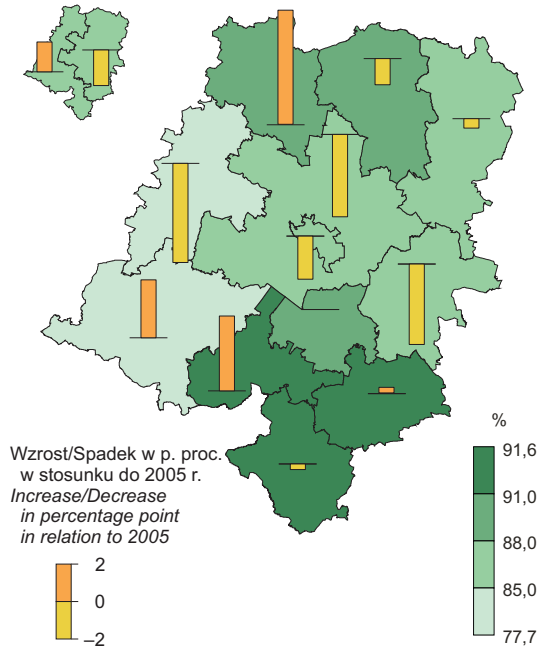 %
Wzrost/Spadek w p. proc.
w stosunku do 2005 r.
Increase/Decrease
in percentage point
in relation to 2005
2
0
–2
91,6
91,0
88,0
85,0
77,7